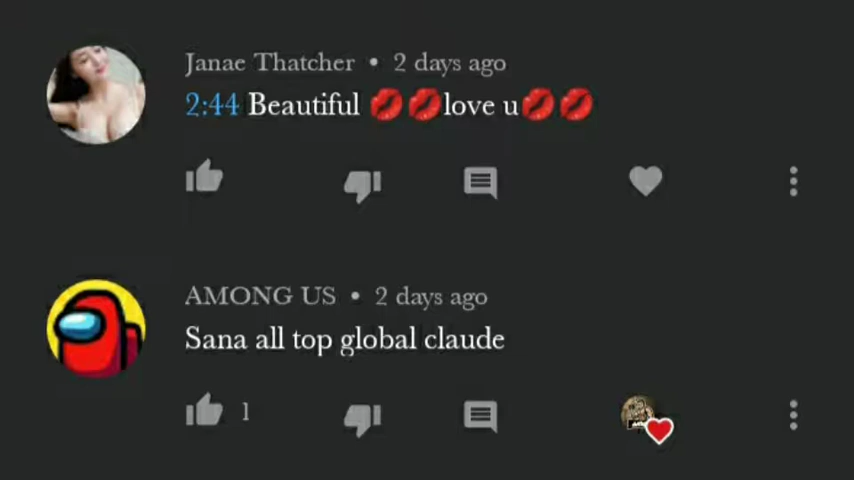 Janae Thatcher • 2 days ago
2:44 Beautiful 💋💋love u💋💋
AMONG US • 2 days ago
Sana all top global claude
1